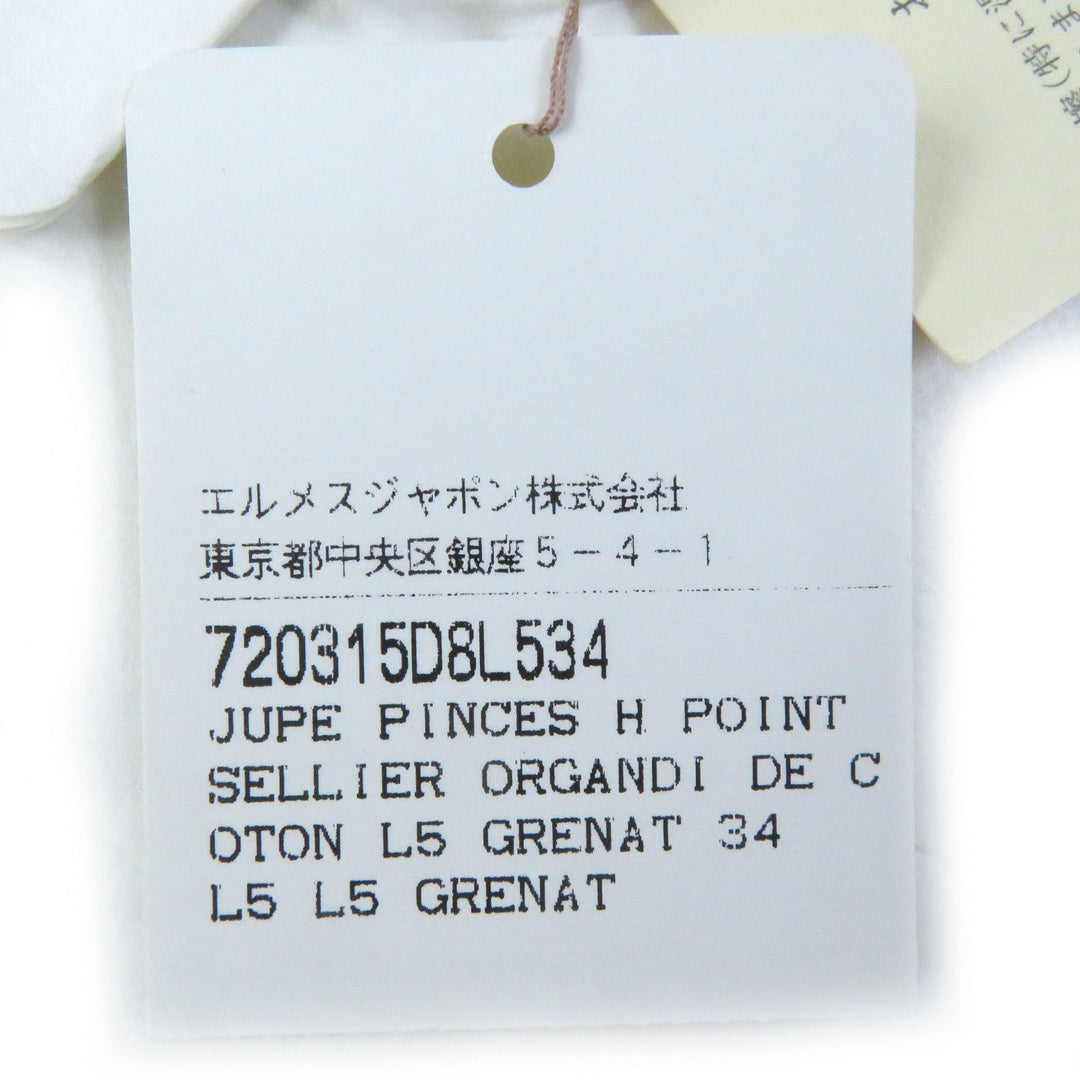 エルメスジャポン株式会社
東京都中央区銀座5－4－1
720315D8L534
JUPE PINCES H POINT
SELLIER ORGANDI DE C
OTON L5 GRENAT 34
L5 L5 GRENAT